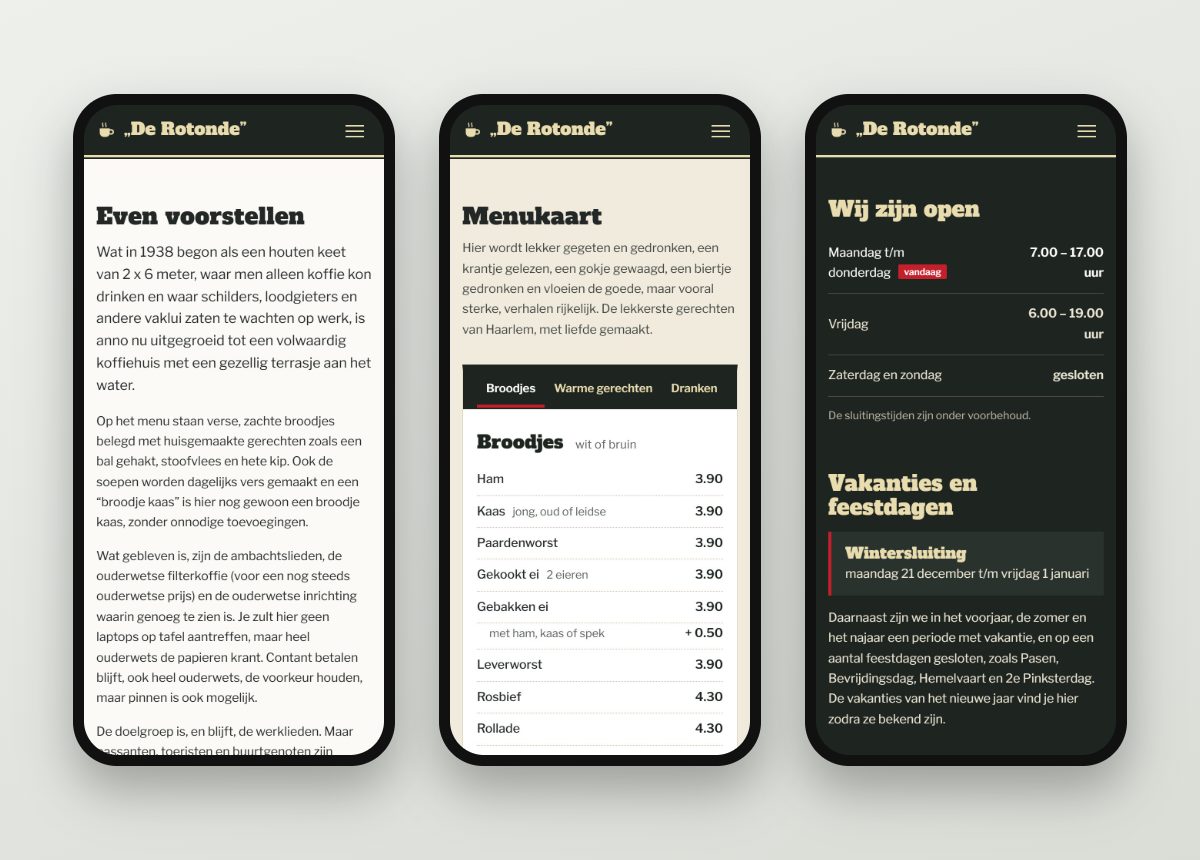 „De Rotonde”
Even voorstellen
Wat in 1938 begon als een houten keet
van 2 x 6 meter, waar men alleen koffie kon
drinken en waar schilders, loodgieters en
andere vaklui zaten te wachten op werk, is
anno nu uitgegroeid tot een volwaardig
koffiehuis met een gezellig terrasje aan het
water.
Op het menu staan verse, zachte broodjes
belegd met huisgemaakte gerechten zoals een
bal gehakt, stoofvlees en hete kip. Ook de
soepen worden dagelijks vers gemaakt en een
“broodje kaas” is hier nog gewoon een broodje
kaas, zonder onnodige toevoegingen.
Wat gebleven is, zijn de ambachtslieden, de
ouderwetse filterkoffie (voor een nog steeds
ouderwetse prijs) en de ouderwetse inrichting
waarin genoeg te zien is. Je zult hier geen
laptops op tafel aantreffen, maar heel
ouderwets de papieren krant. Contant betalen
blijft, ook heel ouderwets, de voorkeur houden,
maar pinnen is ook mogelijk.
De doelgroep is, en blijft, de werklieden. Maar
passanten, toeristen en buurtgenoten zijn
„De Rotonde”
Menukaart
Hier wordt lekker gegeten en gedronken, een
krantje gelezen, een gokje gewaagd, een biertje
gedronken en vloeien de goede, maar vooral
sterke, verhalen rijkelijk. De lekkerste gerechten
van Haarlem, met liefde gemaakt.
Broodjes Warme gerechten Dranken
Broodjes wit of bruin
Ham 3.90
Kaas jong, oud of leidse 3.90
Paardenworst 3.90
Gekookt ei 2 eieren 3.90
Gebakken ei 3.90
met ham, kaas of spek + 0.50
Leverworst 3.90
Rosbief 4.30
Rollade 4.30
„De Rotonde”
Wij zijn open
Maandag t/m 7.00 – 17.00
donderdag vandaag uur
Vrijdag 6.00 – 19.00
uur
Zaterdag en zondag gesloten
De sluitingstijden zijn onder voorbehoud.
Vakanties en
feestdagen
Wintersluiting
maandag 21 december t/m vrijdag 1 januari
Daarnaast zijn we in het voorjaar, de zomer en
het najaar een periode met vakantie, en op een
aantal feestdagen gesloten, zoals Pasen,
Bevrijdingsdag, Hemelvaart en 2e Pinksterdag.
De vakanties van het nieuwe jaar vind je hier
zodra ze bekend zijn.